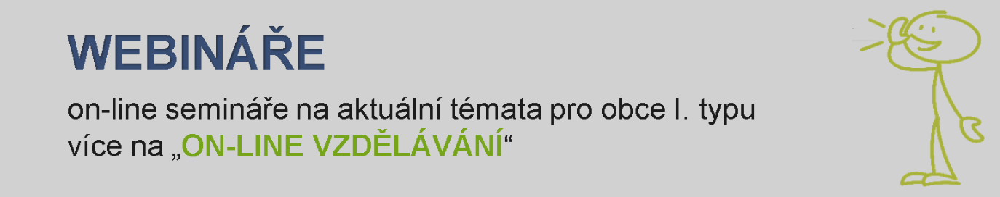 WEBINÁŘE
on-line semináře na aktuální témata pro obce I. typu
více na „ON-LINE VZDĚLÁVÁNÍ“